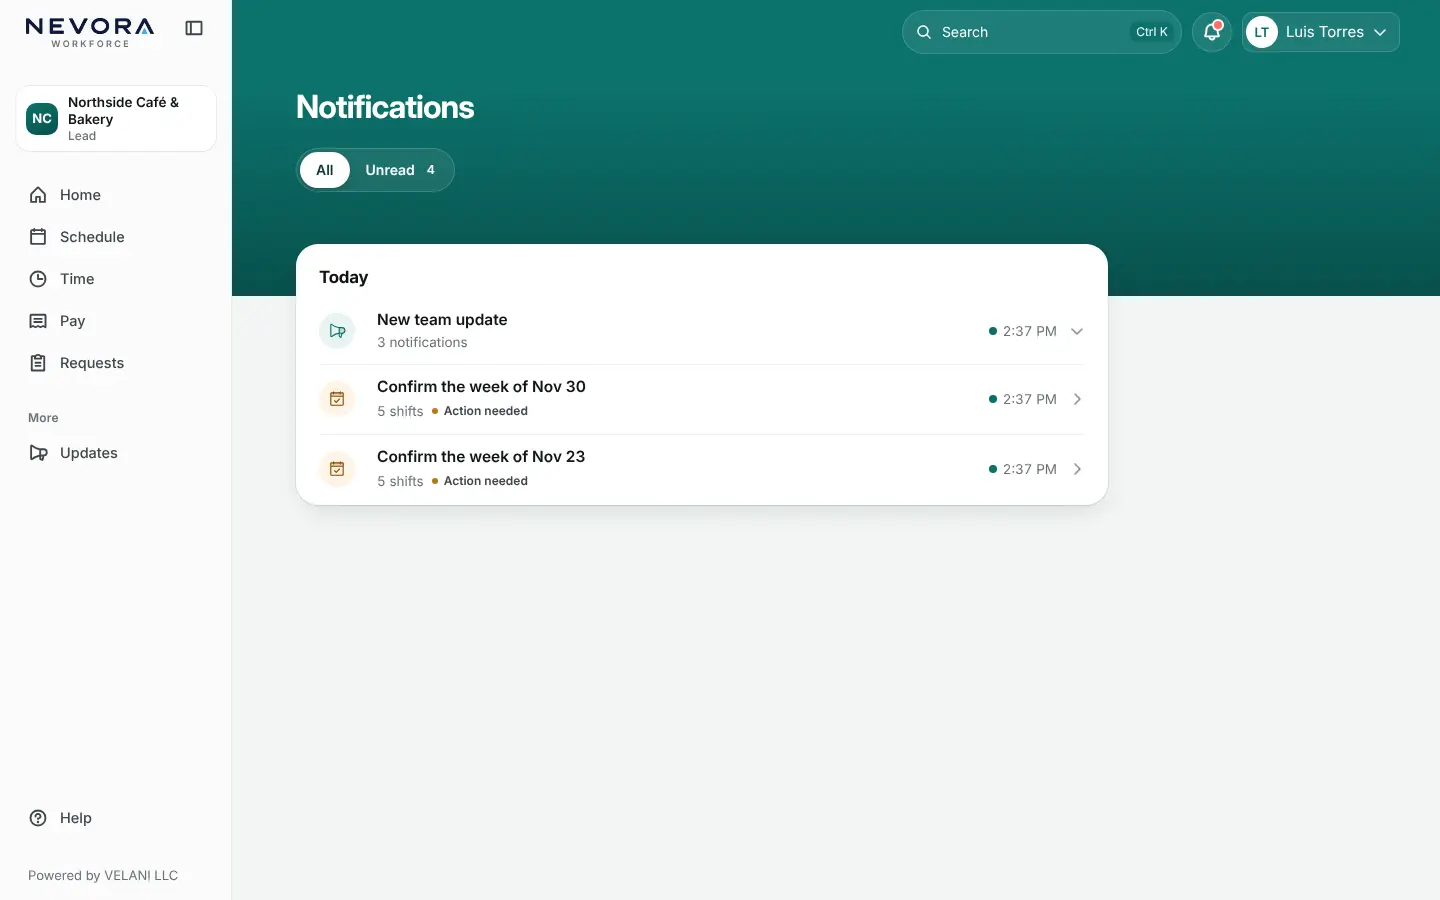 NEVORA
WORKFORCE
Northside Café &
Bakery
Lead
NC
Home
Schedule
Time
Pay
Requests
More
Updates
Help
Powered by VELANI LLC
Search
Ctrl K
LT
Luis Torres
Notifications
All
Unread 4
Today
New team update
3 notifications
2:37 PM
Confirm the week of Nov 30
5 shifts
Action needed
2:37 PM
Confirm the week of Nov 23
5 shifts
Action needed
2:37 PM